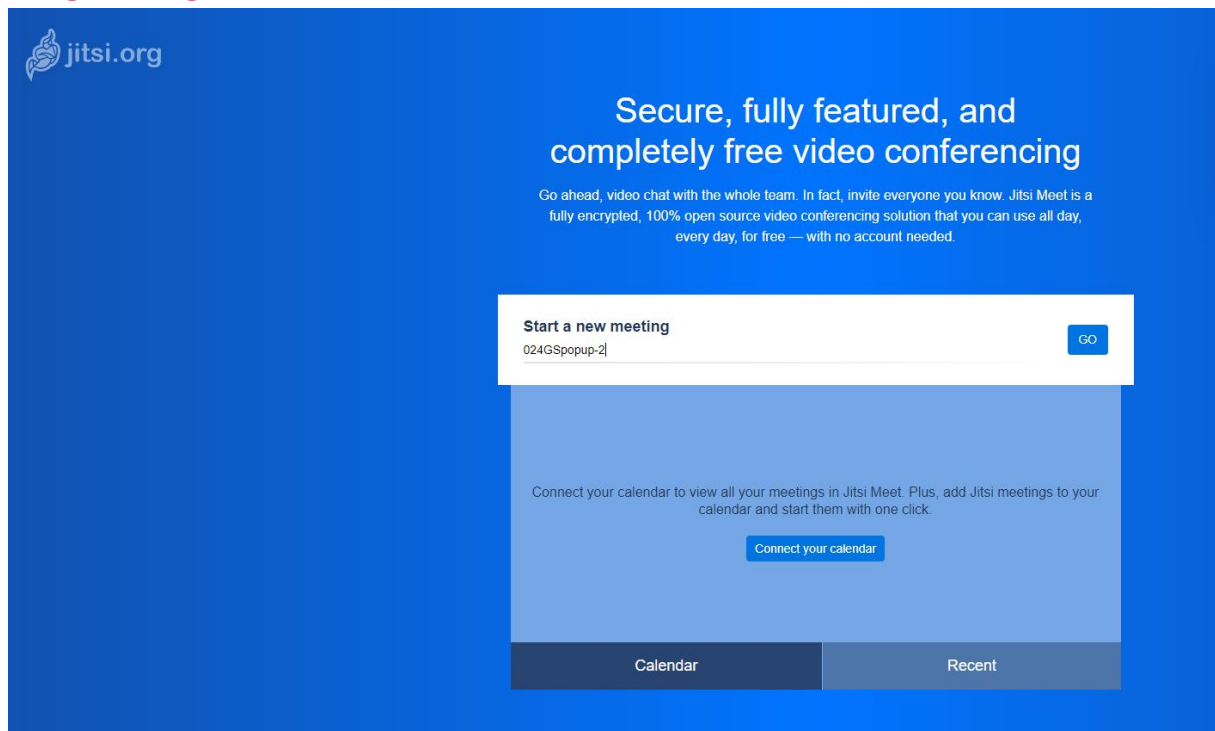 jitsi.org
Secure, fully featured, and
completely free video conferencing
Go ahead, video chat with the whole team. In fact, invite everyone you know. Jitsi Meet is a
fully encrypted, 100% open source video conferencing solution that you can use all day,
every day, for free — with no account needed.
Start a new meeting
024GSpopup-2
GO
Connect your calendar to view all your meetings in Jitsi Meet. Plus, add Jitsi meetings to your
calendar and start them with one click.
Connect your calendar
Calendar
Recent